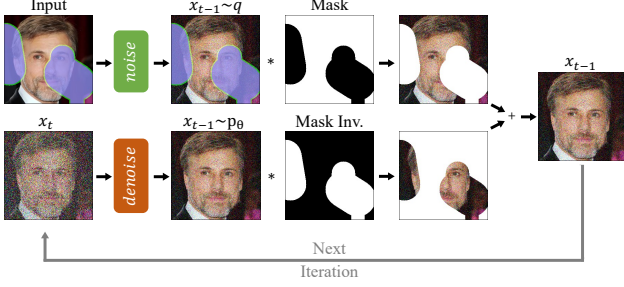 Input
x_{t−1}~q
Mask
noise
*
x_{t−1}
+
x_t
x_{t−1}~p_θ
Mask Inv.
denoise
*
Next
Iteration